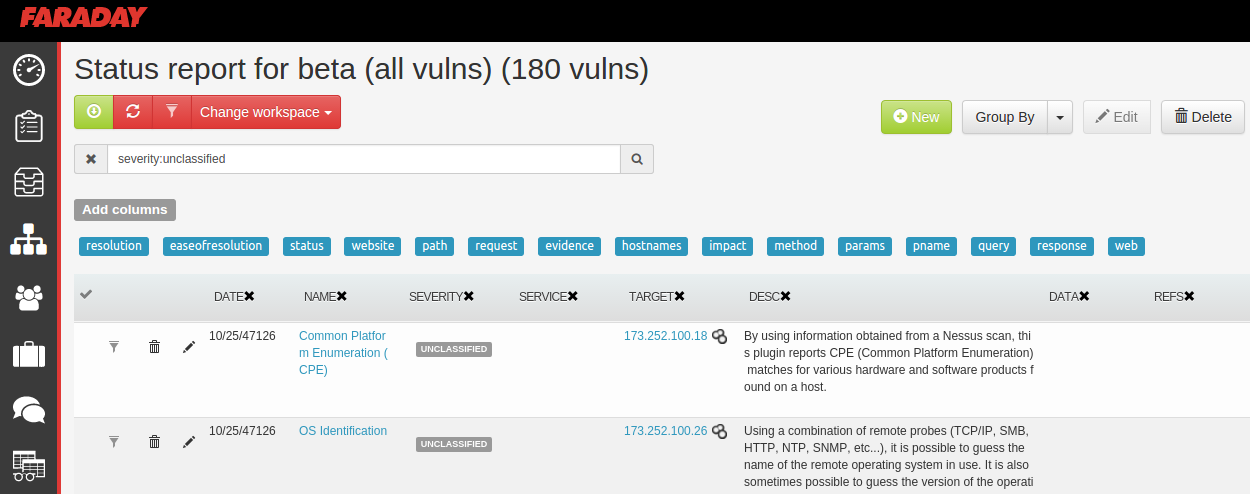 FARADAY
Status report for beta (all vulns) (180 vulns)
Change workspace
New
Group By
Edit
Delete
severity:unclassified
Add columns
resolution easeofresolution status website path request evidence hostnames impact method params pname query response web
DATE NAME SEVERITY SERVICE TARGET DESC DATA REFS
10/25/47126
Common Platfor
m Enumeration (
CPE)
UNCLASSIFIED
173.252.100.18
By using information obtained from a Nessus scan, thi
s plugin reports CPE (Common Platform Enumeration)
matches for various hardware and software products f
ound on a host.
10/25/47126
OS Identification
UNCLASSIFIED
173.252.100.26
Using a combination of remote probes (TCP/IP, SMB,
HTTP, NTP, SNMP, etc...), it is possible to guess the
name of the remote operating system in use. It is also
sometimes possible to guess the version of the operati